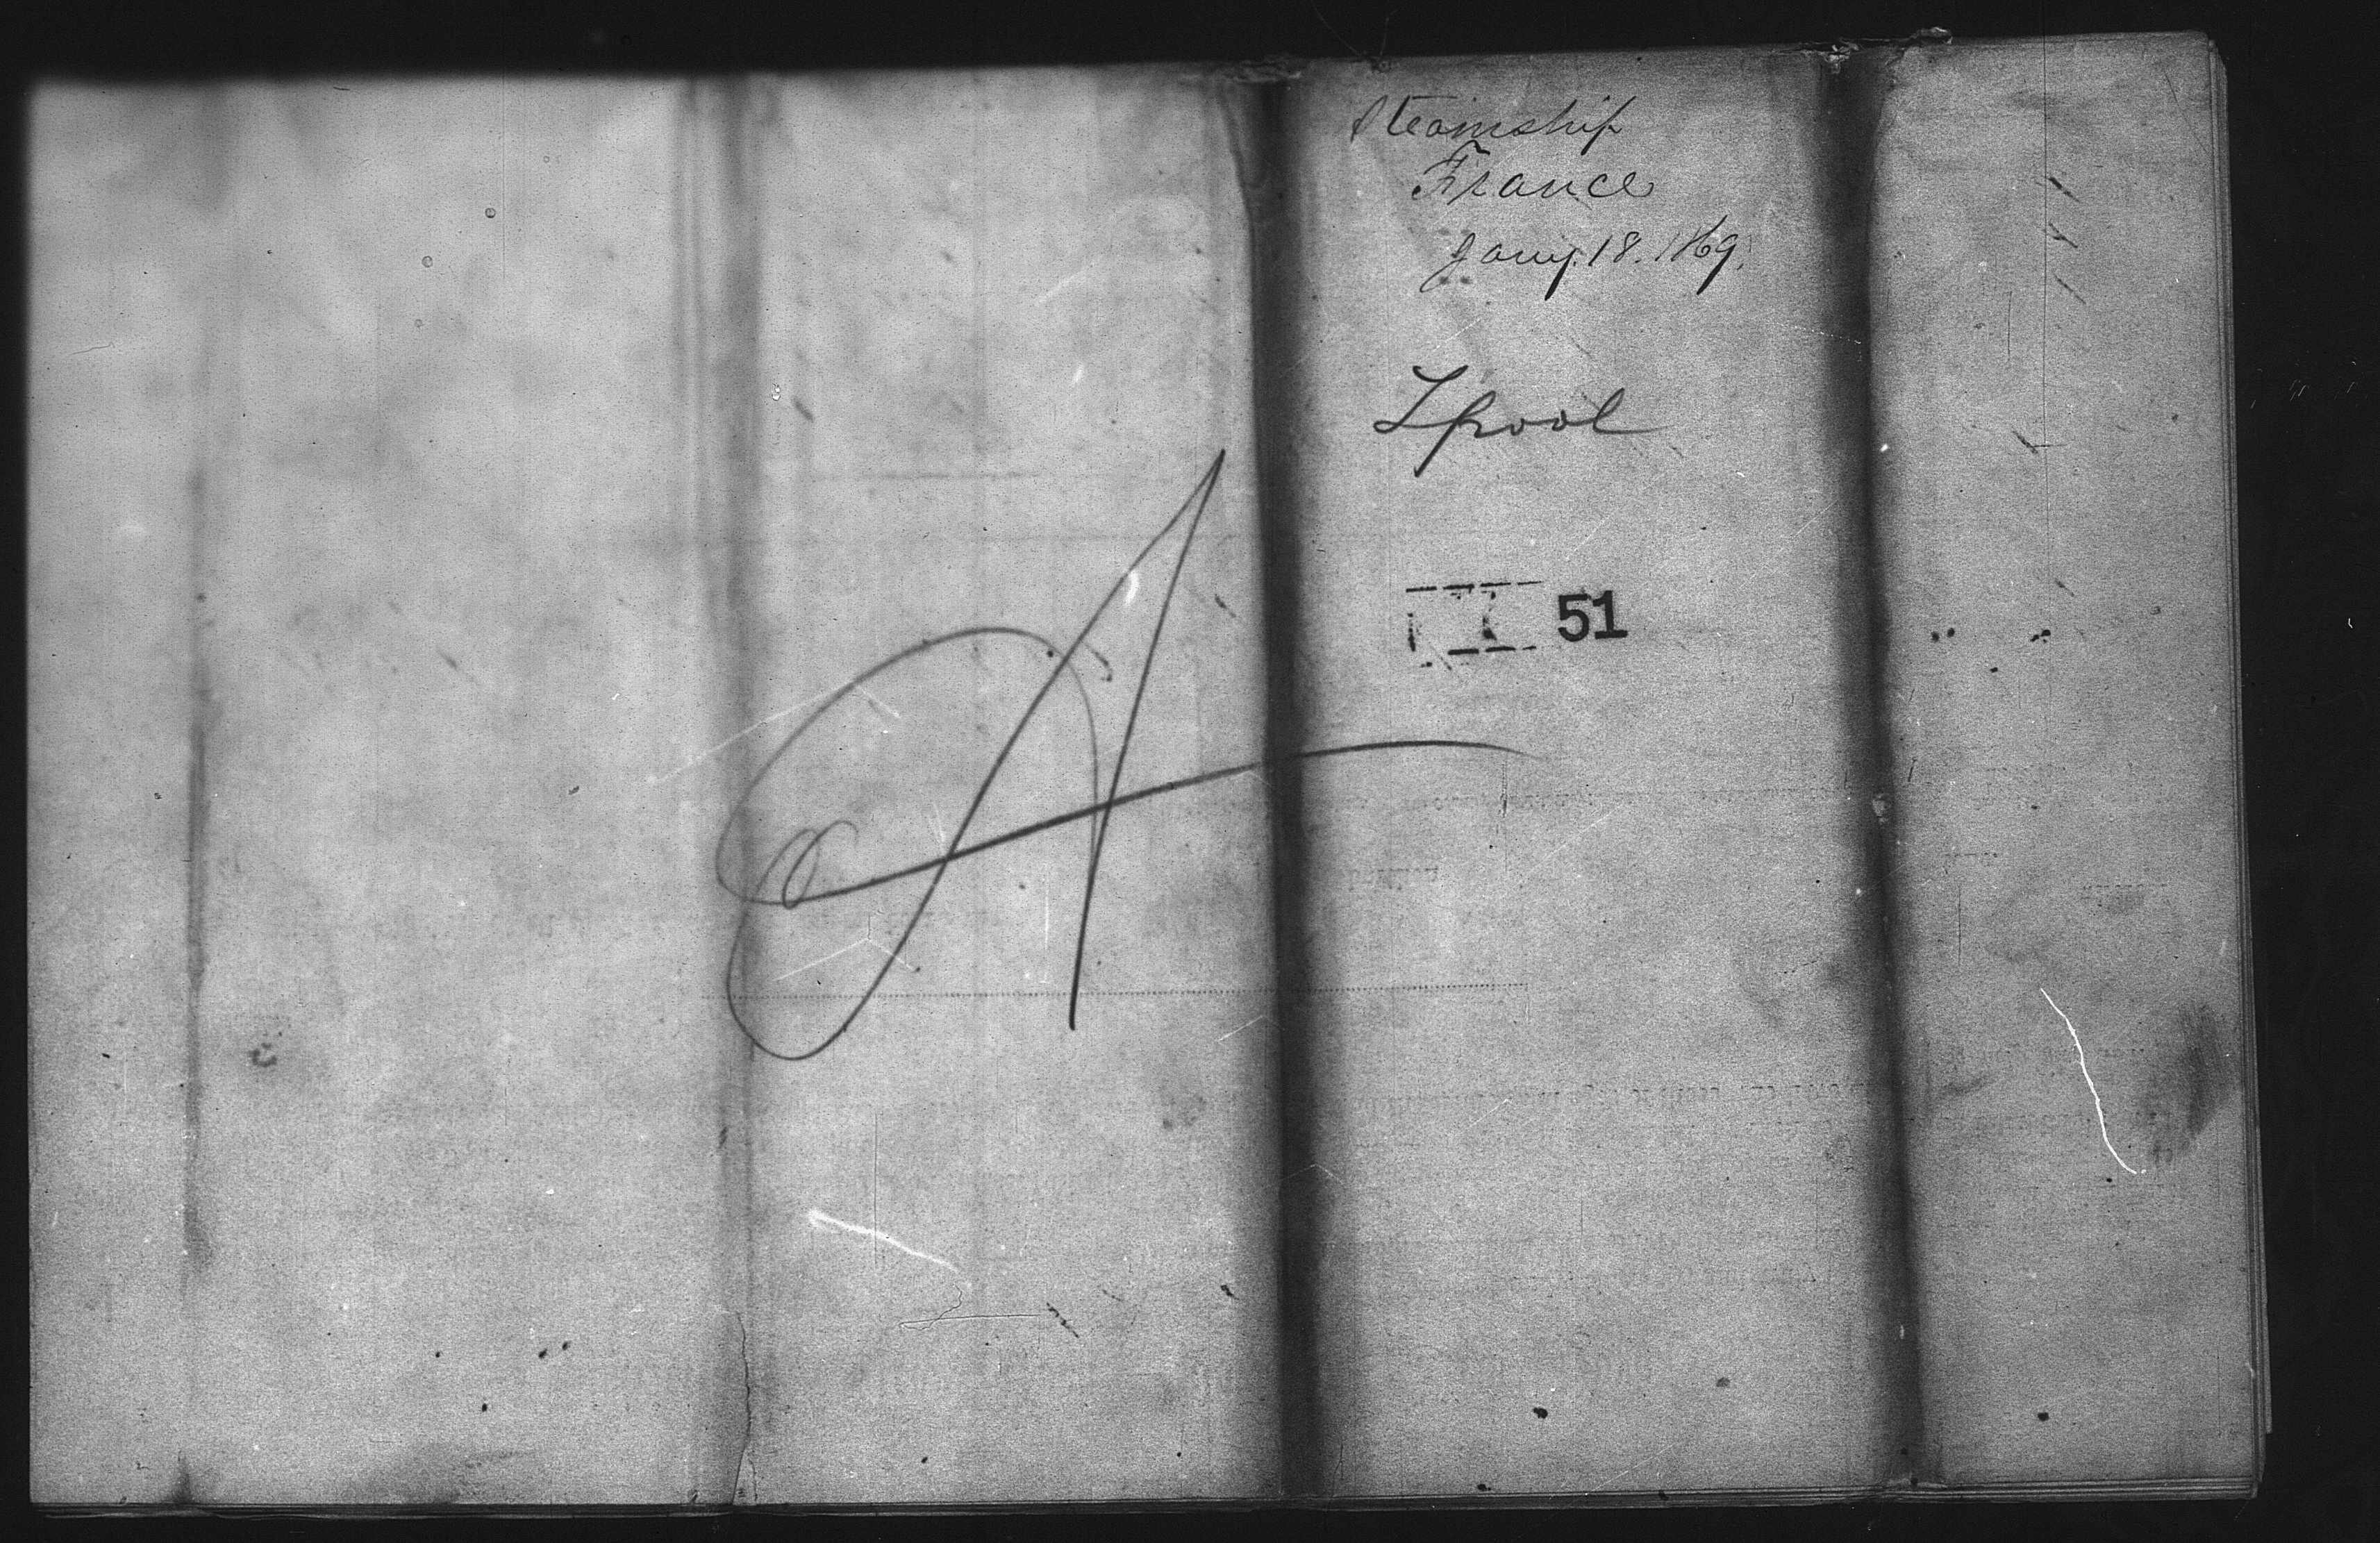 Steamship
France
Jany. 18. 1869.
Lpool
51
A